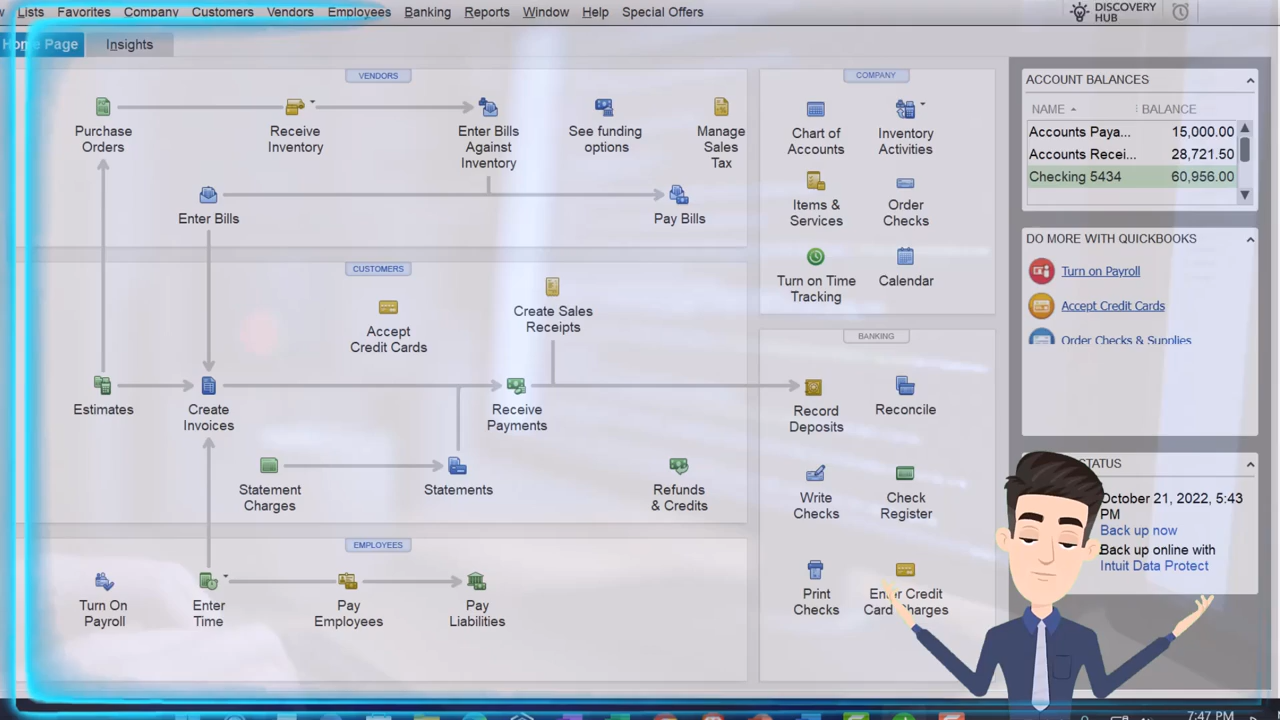 Lists Favorites Company Customers Vendors Employees Banking Reports Window Help Special Offers
DISCOVERY
HUB
Home Page
Insights
VENDORS
Purchase
Orders
Receive
Inventory
Enter Bills
Against
Inventory
See funding
options
Manage
Sales
Tax
Enter Bills
Pay Bills
CUSTOMERS
Accept
Credit Cards
Create Sales
Receipts
Estimates
Create
Invoices
Receive
Payments
Statement
Charges
Statements
Refunds
& Credits
EMPLOYEES
Turn On
Payroll
Enter
Time
Pay
Employees
Pay
Liabilities
COMPANY
Chart of
Accounts
Inventory
Activities
Items &
Services
Order
Checks
Turn on Time
Tracking
Calendar
BANKING
Record
Deposits
Reconcile
Write
Checks
Check
Register
Print
Checks
Enter Credit
Card Charges
ACCOUNT BALANCES
NAME BALANCE
Accounts Paya... 15,000.00
Accounts Recei... 28,721.50
Checking 5434 60,956.00
DO MORE WITH QUICKBOOKS
Turn on Payroll
Accept Credit Cards
Order Checks & Supplies
STATUS
October 21, 2022, 5:43
PM
Back up now
Back up online with
Intuit Data Protect
7:47 PM